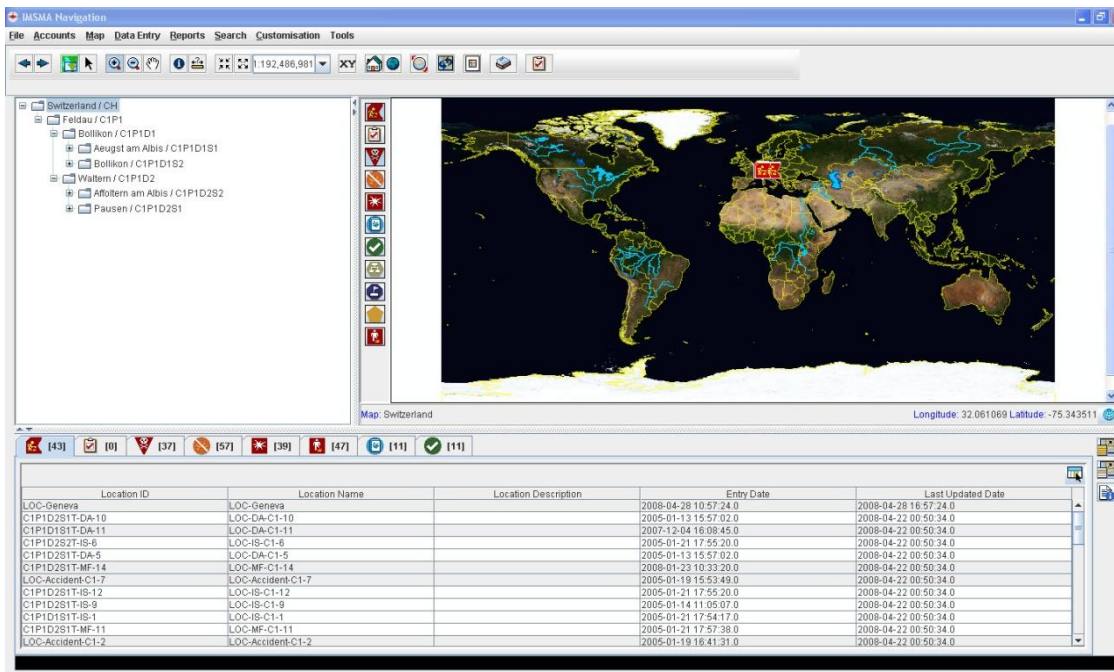 IMSMA Navigation
File Accounts Map Data Entry Reports Search Customisation Tools
1:192,486,981 XY
Switzerland / CH
Feldau / C1P1
Bollikon / C1P1D1
Aeugst am Albis / C1P1D1S1
Bollikon / C1P1D1S2
Waltern / C1P1D2
Affoltern am Albis / C1P1D2S2
Pausen / C1P1D2S1
Map: Switzerland Longitude: 32.061069 Latitude: -75.343511
[43] [0] [37] [57] [39] [47] [11] [11]
Location ID Location Name Location Description Entry Date Last Updated Date
LOC-Geneva LOC-Geneva 2008-04-28 10:57:24.0 2008-04-28 16:57:24.0
C1P1D2S1T-DA-10 LOC-DA-C1-10 2005-01-13 15:57:02.0 2008-04-22 00:50:34.0
C1P1D1S1T-DA-11 LOC-DA-C1-11 2007-12-04 16:08:45.0 2008-04-22 00:50:34.0
C1P1D2S2T-IS-6 LOC-IS-C1-6 2005-01-21 17:55:20.0 2008-04-22 00:50:34.0
C1P1D2S1T-DA-5 LOC-DA-C1-5 2005-01-13 15:57:02.0 2008-04-22 00:50:34.0
C1P1D2S1T-MF-14 LOC-MF-C1-14 2008-01-23 10:33:20.0 2008-04-22 00:50:34.0
LOC-Accident-C1-7 LOC-Accident-C1-7 2005-01-19 15:53:49.0 2008-04-22 00:50:34.0
C1P1D2S1T-IS-12 LOC-IS-C1-12 2005-01-21 17:55:20.0 2008-04-22 00:50:34.0
C1P1D2S1T-IS-9 LOC-IS-C1-9 2005-01-14 11:05:07.0 2008-04-22 00:50:34.0
C1P1D1S1T-IS-1 LOC-IS-C1-1 2005-01-21 17:54:17.0 2008-04-22 00:50:34.0
C1P1D2S1T-MF-11 LOC-MF-C1-11 2005-01-21 17:57:38.0 2008-04-22 00:50:34.0
LOC-Accident-C1-2 LOC-Accident-C1-2 2005-01-19 16:41:31.0 2008-04-22 00:50:34.0